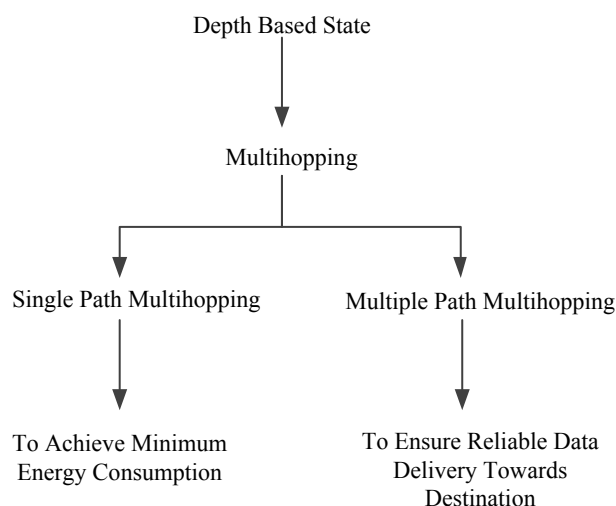 Depth Based State
Multihopping
Single Path Multihopping
Multiple Path Multihopping
To Achieve Minimum
Energy Consumption
To Ensure Reliable Data
Delivery Towards
Destination